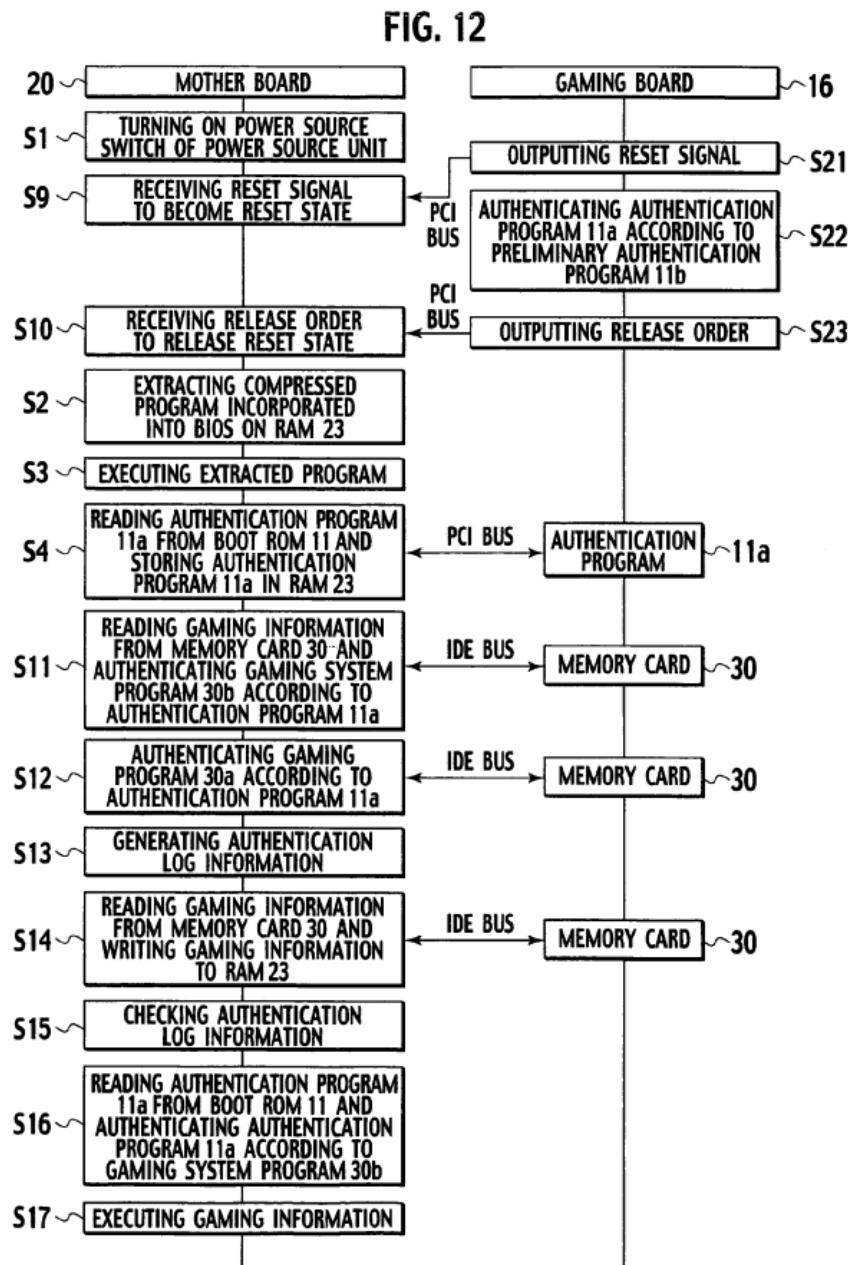 FIG. 12
20
MOTHER BOARD
GAMING BOARD
16
S1
TURNING ON POWER SOURCE
SWITCH OF POWER SOURCE UNIT
OUTPUTTING RESET SIGNAL
S21
S9
RECEIVING RESET SIGNAL
TO BECOME RESET STATE
PCI
BUS
AUTHENTICATING AUTHENTICATION
PROGRAM 11a ACCORDING TO
PRELIMINARY AUTHENTICATION
PROGRAM 11b
S22
S10
RECEIVING RELEASE ORDER
TO RELEASE RESET STATE
PCI
BUS
OUTPUTTING RELEASE ORDER
S23
S2
EXTRACTING COMPRESSED
PROGRAM INCORPORATED
INTO BIOS ON RAM 23
S3
EXECUTING EXTRACTED PROGRAM
S4
READING AUTHENTICATION PROGRAM
11a FROM BOOT ROM 11 AND
STORING AUTHENTICATION
PROGRAM 11a IN RAM 23
PCI BUS
AUTHENTICATION
PROGRAM
11a
S11
READING GAMING INFORMATION
FROM MEMORY CARD 30 AND
AUTHENTICATING GAMING SYSTEM
PROGRAM 30b ACCORDING TO
AUTHENTICATION PROGRAM 11a
IDE BUS
MEMORY CARD
30
S12
AUTHENTICATING GAMING
PROGRAM 30a ACCORDING TO
AUTHENTICATION PROGRAM 11a
IDE BUS
MEMORY CARD
30
S13
GENERATING AUTHENTICATION
LOG INFORMATION
S14
READING GAMING INFORMATION
FROM MEMORY CARD 30 AND
WRITING GAMING INFORMATION
TO RAM 23
IDE BUS
MEMORY CARD
30
S15
CHECKING AUTHENTICATION
LOG INFORMATION
S16
READING AUTHENTICATION PROGRAM
11a FROM BOOT ROM 11 AND
AUTHENTICATING AUTHENTICATION
PROGRAM 11a ACCORDING TO
GAMING SYSTEM PROGRAM 30b
S17
EXECUTING GAMING INFORMATION